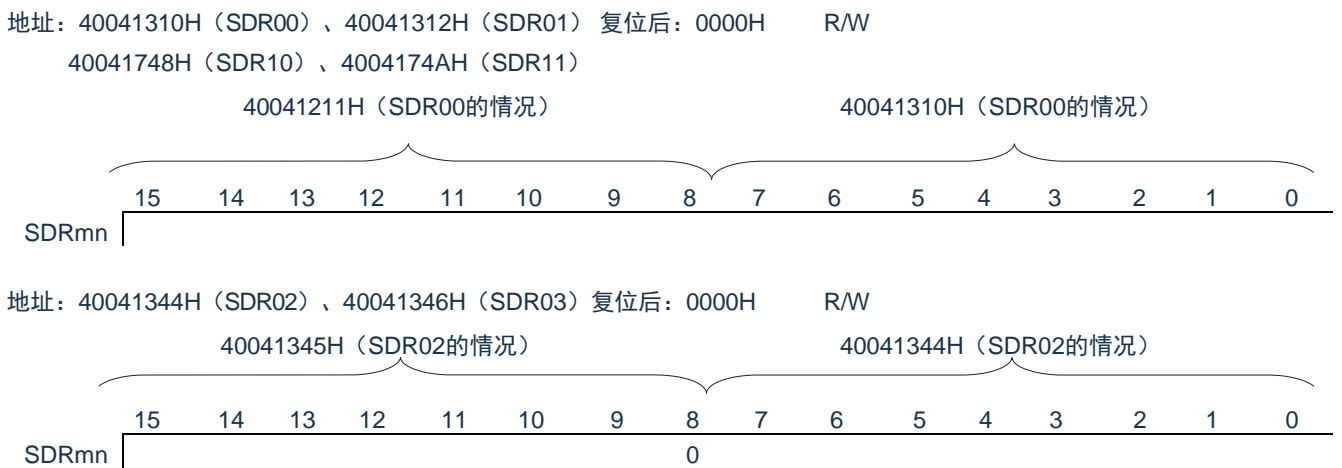 地址：40041310H（SDR00）、40041312H（SDR01） 复位后：0000H R/W
40041748H（SDR10）、4004174AH（SDR11）
40041211H（SDR00的情况） 40041310H（SDR00的情况）
15 14 13 12 11 10 9 8 7 6 5 4 3 2 1 0
SDRmn
地址：40041344H（SDR02）、40041346H（SDR03）复位后：0000H R/W
40041345H（SDR02的情况） 40041344H（SDR02的情况）
15 14 13 12 11 10 9 8 7 6 5 4 3 2 1 0
SDRmn 0